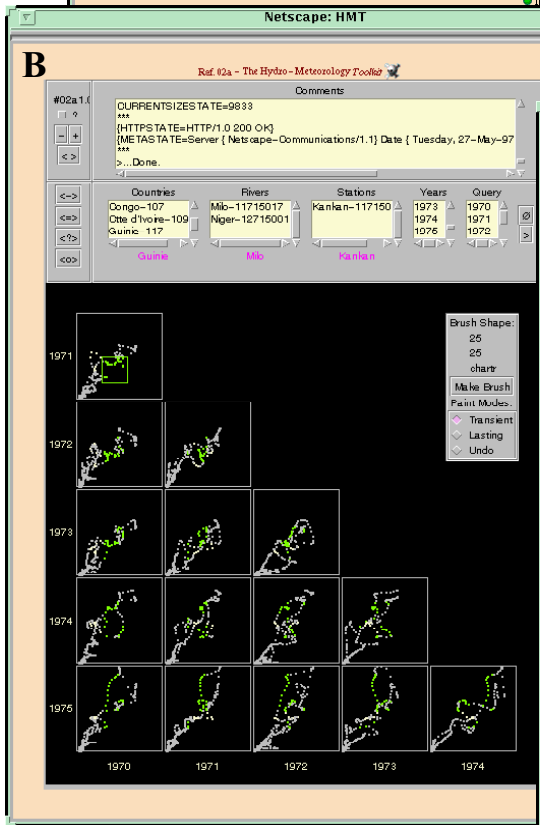 Netscape: HMT
B
Ref. 02a - The Hydro-Meteorology Toolkit
#02a1.(
?
- +
< >
Comments
CURRENTSIZESTATE=9833
***
{HTTPSTATE=HTTP/1.0 200 OK}
{METASTATE=Server { Netscape-Communications/1.1} Date { Tuesday, 27-May-97
***
>...Done.
<->
<=>
<?>
<o>
Countries Rivers Stations Years Query
Congo-107 Milo-11715017 Kankan-117150 1973 1970
Otte d'Ivoire-109 Niger-12715001 1974 1971
Guinie-117 1975 1972
Ø
>
Guinie Milo Kankan
Brush Shape:
25
25
chartr
Make Brush
Paint Modes:
Transient
Lasting
Undo
1971
1972
1973
1974
1975
1970 1971 1972 1973 1974